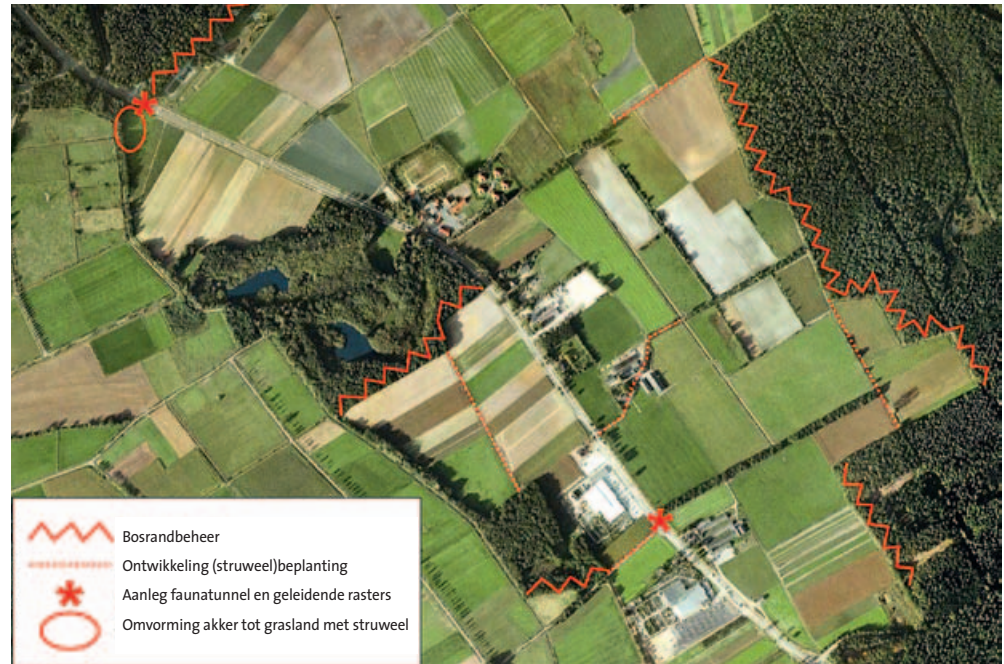 Bosrandbeheer
Ontwikkeling (struweel)beplanting
Aanleg faunatunnel en geleidende rasters
Omvorming akker tot grasland met struweel